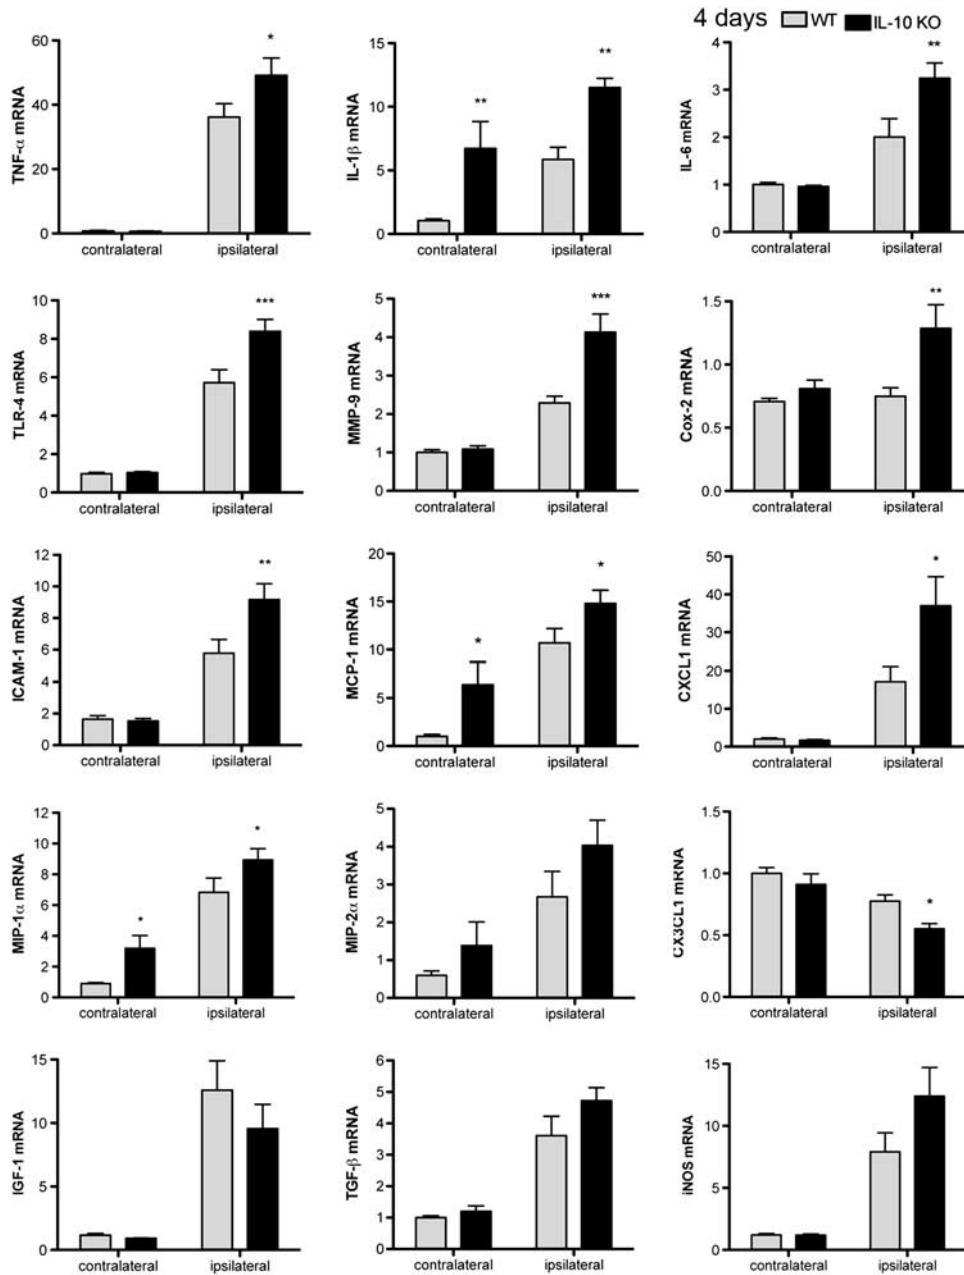 4 days WT IL-10 KO
TNF-α mRNA
60
40
20
0
*
contralateral ipsilateral
IL-1β mRNA
15
10
5
0
** **
contralateral ipsilateral
IL-6 mRNA
4
3
2
1
0
**
contralateral ipsilateral
TLR-4 mRNA
10
8
6
4
2
0
***
contralateral ipsilateral
MMP-9 mRNA
5
4
3
2
1
0
***
contralateral ipsilateral
Cox-2 mRNA
1.5
1.0
0.5
0.0
**
contralateral ipsilateral
ICAM-1 mRNA
12
10
8
6
4
2
0
**
contralateral ipsilateral
MCP-1 mRNA
20
15
10
5
0
* *
contralateral ipsilateral
CXCL1 mRNA
50
40
30
20
10
0
*
contralateral ipsilateral
MIP-1α mRNA
12
10
8
6
4
2
0
* *
contralateral ipsilateral
MIP-2α mRNA
5
4
3
2
1
0
contralateral ipsilateral
CX3CL1 mRNA
1.5
1.0
0.5
0.0
*
contralateral ipsilateral
IGF-1 mRNA
15
10
5
0
contralateral ipsilateral
TGF-β mRNA
6
5
4
3
2
1
0
contralateral ipsilateral
iNOS mRNA
15
10
5
0
contralateral ipsilateral